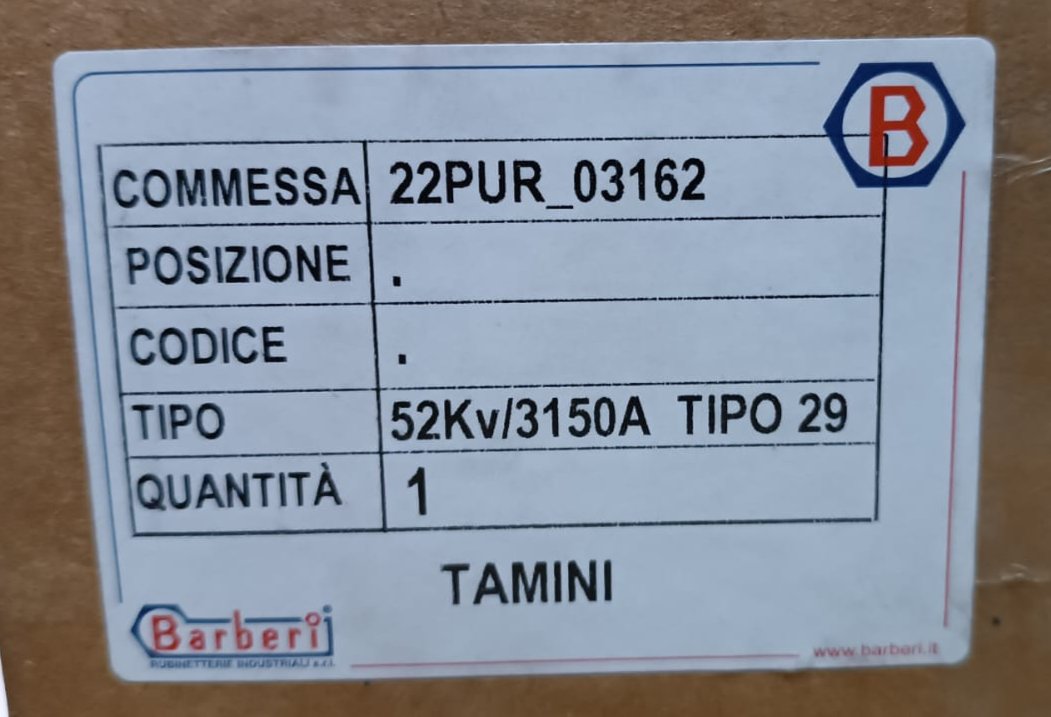 B
COMMESSA 22PUR_03162
POSIZIONE .
CODICE .
TIPO 52Kv/3150A TIPO 29
QUANTITÀ 1
TAMINI
Barberi
RUBINETTERIE INDUSTRIALI s.r.l.
www.barberi.it